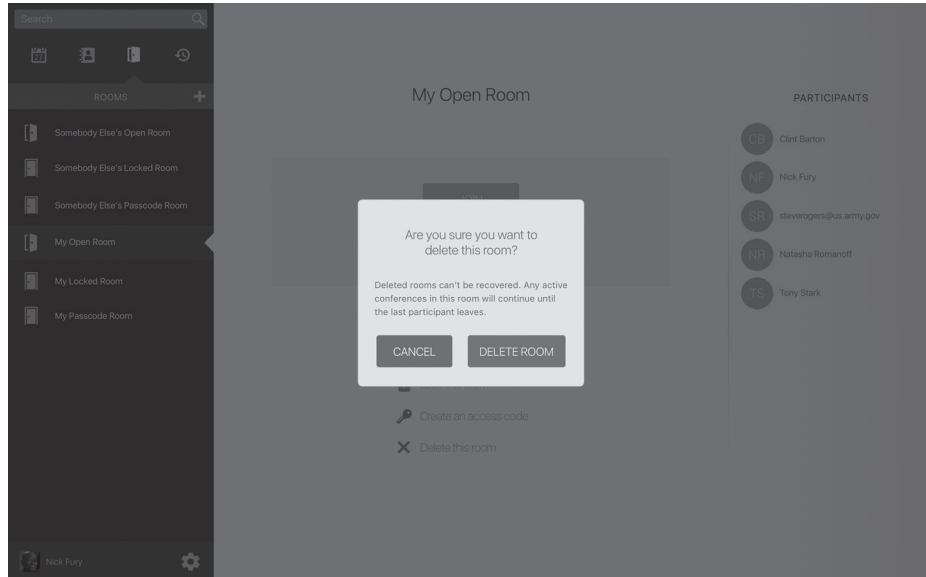 Search
27
ROOMS
Somebody Else's Open Room
Somebody Else's Locked Room
Somebody Else's Passcode Room
My Open Room
My Locked Room
My Passcode Room
Nick Fury
My Open Room
JOIN
Are you sure you want to
delete this room?
Deleted rooms can't be recovered. Any active
conferences in this room will continue until
the last participant leaves.
CANCEL
DELETE ROOM
Create an access code
Delete this room
PARTICIPANTS
CB Clint Barton
NF Nick Fury
SR steverogers@us.army.gov
NR Natasha Romanoff
TS Tony Stark